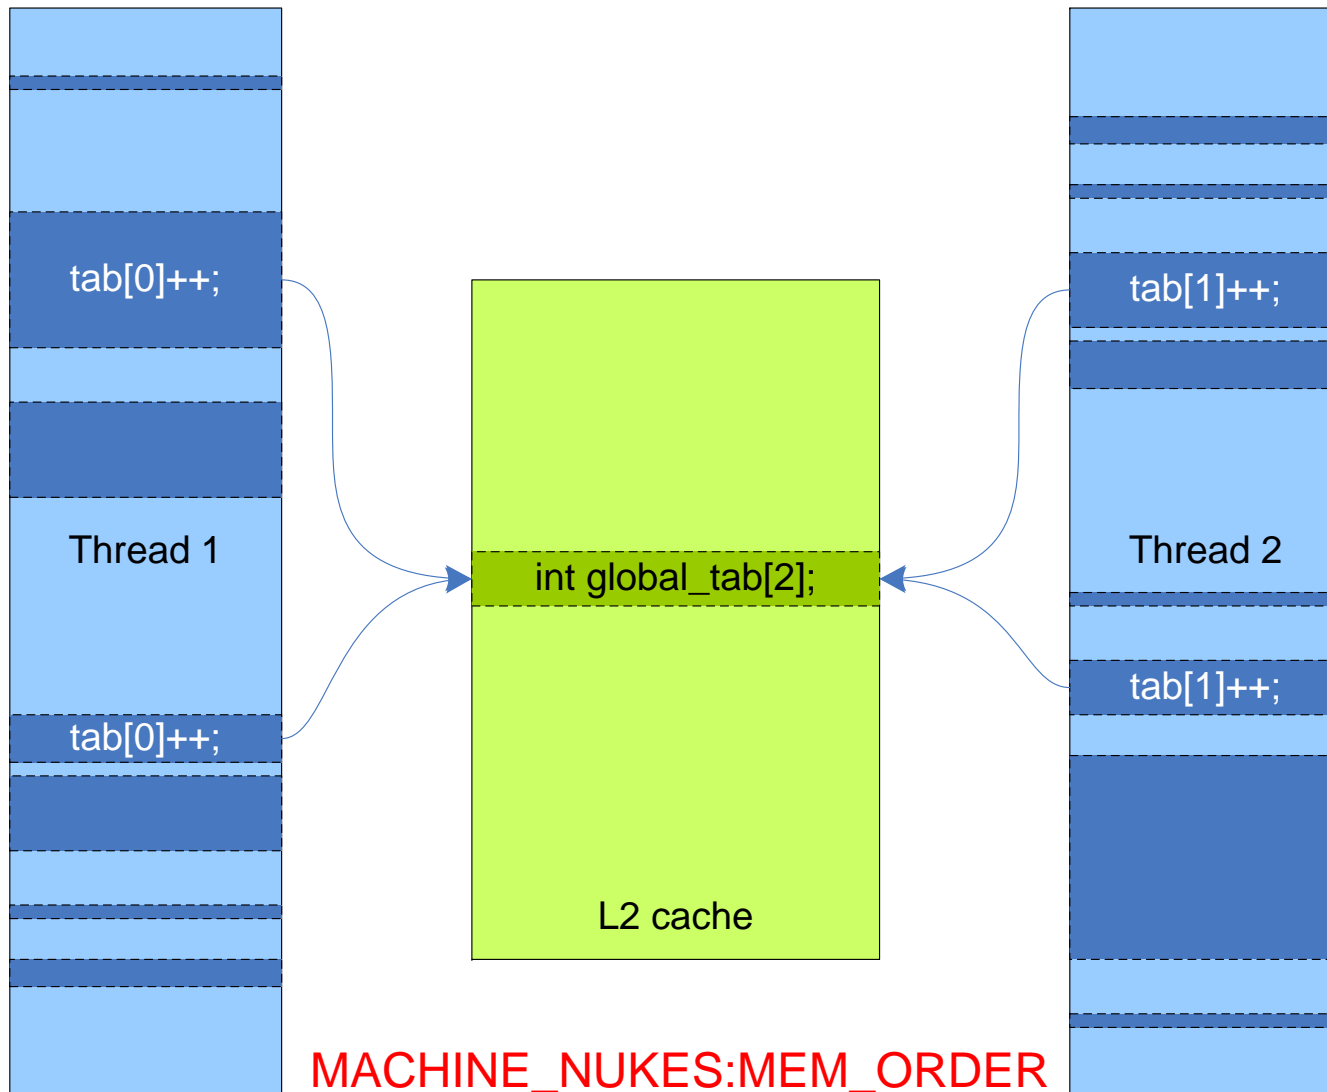 tab[0]++;
tab[1]++;
Thread 1
int global_tab[2];
Thread 2
tab[0]++;
tab[1]++;
L2 cache
MACHINE_NUKES:MEM_ORDER